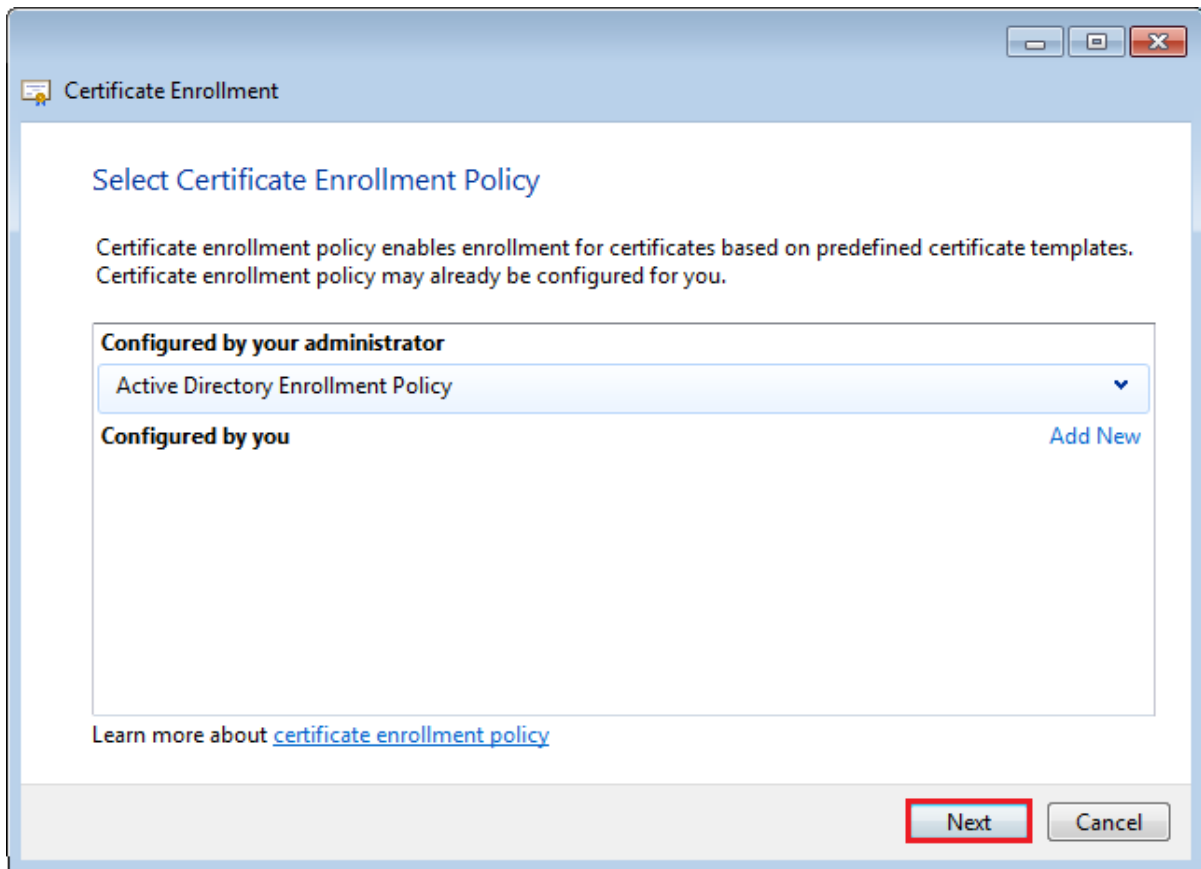 Certificate Enrollment
Select Certificate Enrollment Policy
Certificate enrollment policy enables enrollment for certificates based on predefined certificate templates.
Certificate enrollment policy may already be configured for you.
Configured by your administrator
Active Directory Enrollment Policy
Configured by you Add New
Learn more about certificate enrollment policy
Next Cancel